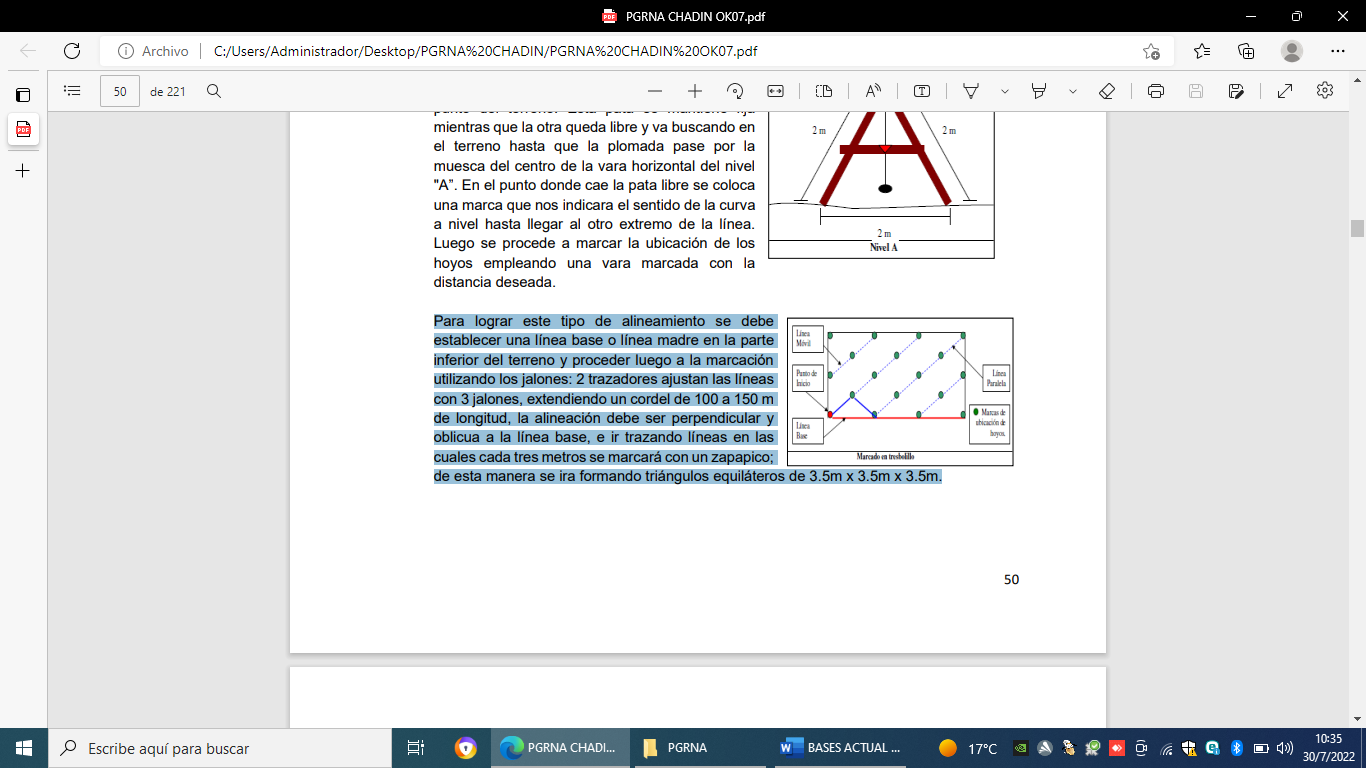 PGRNA CHADIN OK07.pdf
Archivo
C:/Users/Administrador/Desktop/PGRNA%20CHADIN/PGRNA%20CHADIN%20OK07.pdf
50 de 221
mientras que la otra queda libre y va buscando en
el terreno hasta que la plomada pase por la
muesca del centro de la vara horizontal del nivel
"A”. En el punto donde cae la pata libre se coloca
una marca que nos indicara el sentido de la curva
a nivel hasta llegar al otro extremo de la línea.
Luego se procede a marcar la ubicación de los
hoyos empleando una vara marcada con la
distancia deseada.
2 m
2 m
2 m
Nivel A
Para lograr este tipo de alineamiento se debe
establecer una línea base o línea madre en la parte
inferior del terreno y proceder luego a la marcación
utilizando los jalones: 2 trazadores ajustan las líneas
con 3 jalones, extendiendo un cordel de 100 a 150 m
de longitud, la alineación debe ser perpendicular y
oblicua a la línea base, e ir trazando líneas en las
cuales cada tres metros se marcará con un zapapico;
de esta manera se ira formando triángulos equiláteros de 3.5m x 3.5m x 3.5m.
Línea
Móvil
Punto de
Inicio
Línea
Base
Línea
Paralela
Marcas de
ubicación de
hoyos.
Marcado en tresbolillo
50
Escribe aquí para buscar
PGRNA CHADI...
PGRNA
BASES ACTUAL ...
17°C
10:35
30/7/2022